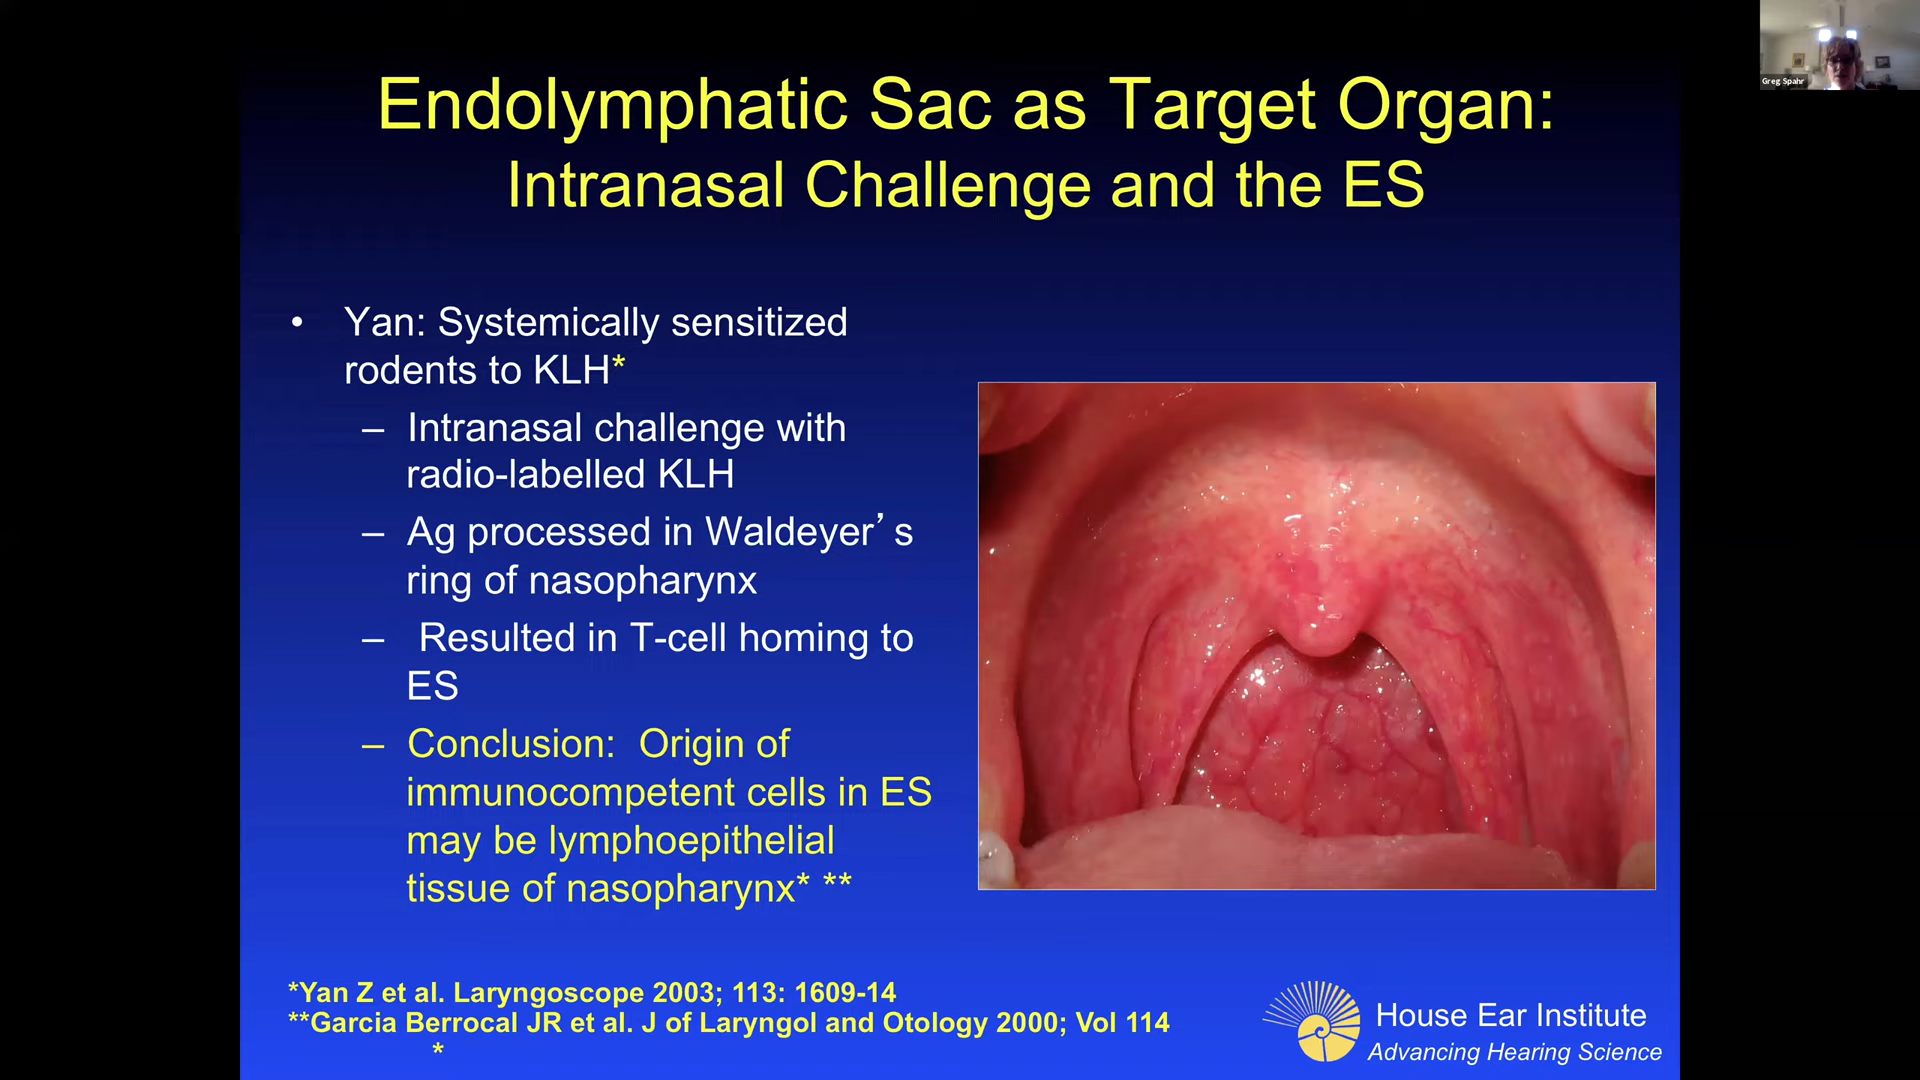 Greg Spahr
Endolymphatic Sac as Target Organ:
Intranasal Challenge and the ES
• Yan: Systemically sensitized
rodents to KLH*
– Intranasal challenge with
radio-labelled KLH
– Ag processed in Waldeyer’ s
ring of nasopharynx
– Resulted in T-cell homing to
ES
– Conclusion: Origin of
immunocompetent cells in ES
may be lymphoepithelial
tissue of nasopharynx* **
*Yan Z et al. Laryngoscope 2003; 113: 1609-14
**Garcia Berrocal JR et al. J of Laryngol and Otology 2000; Vol 114
*
House Ear Institute
Advancing Hearing Science